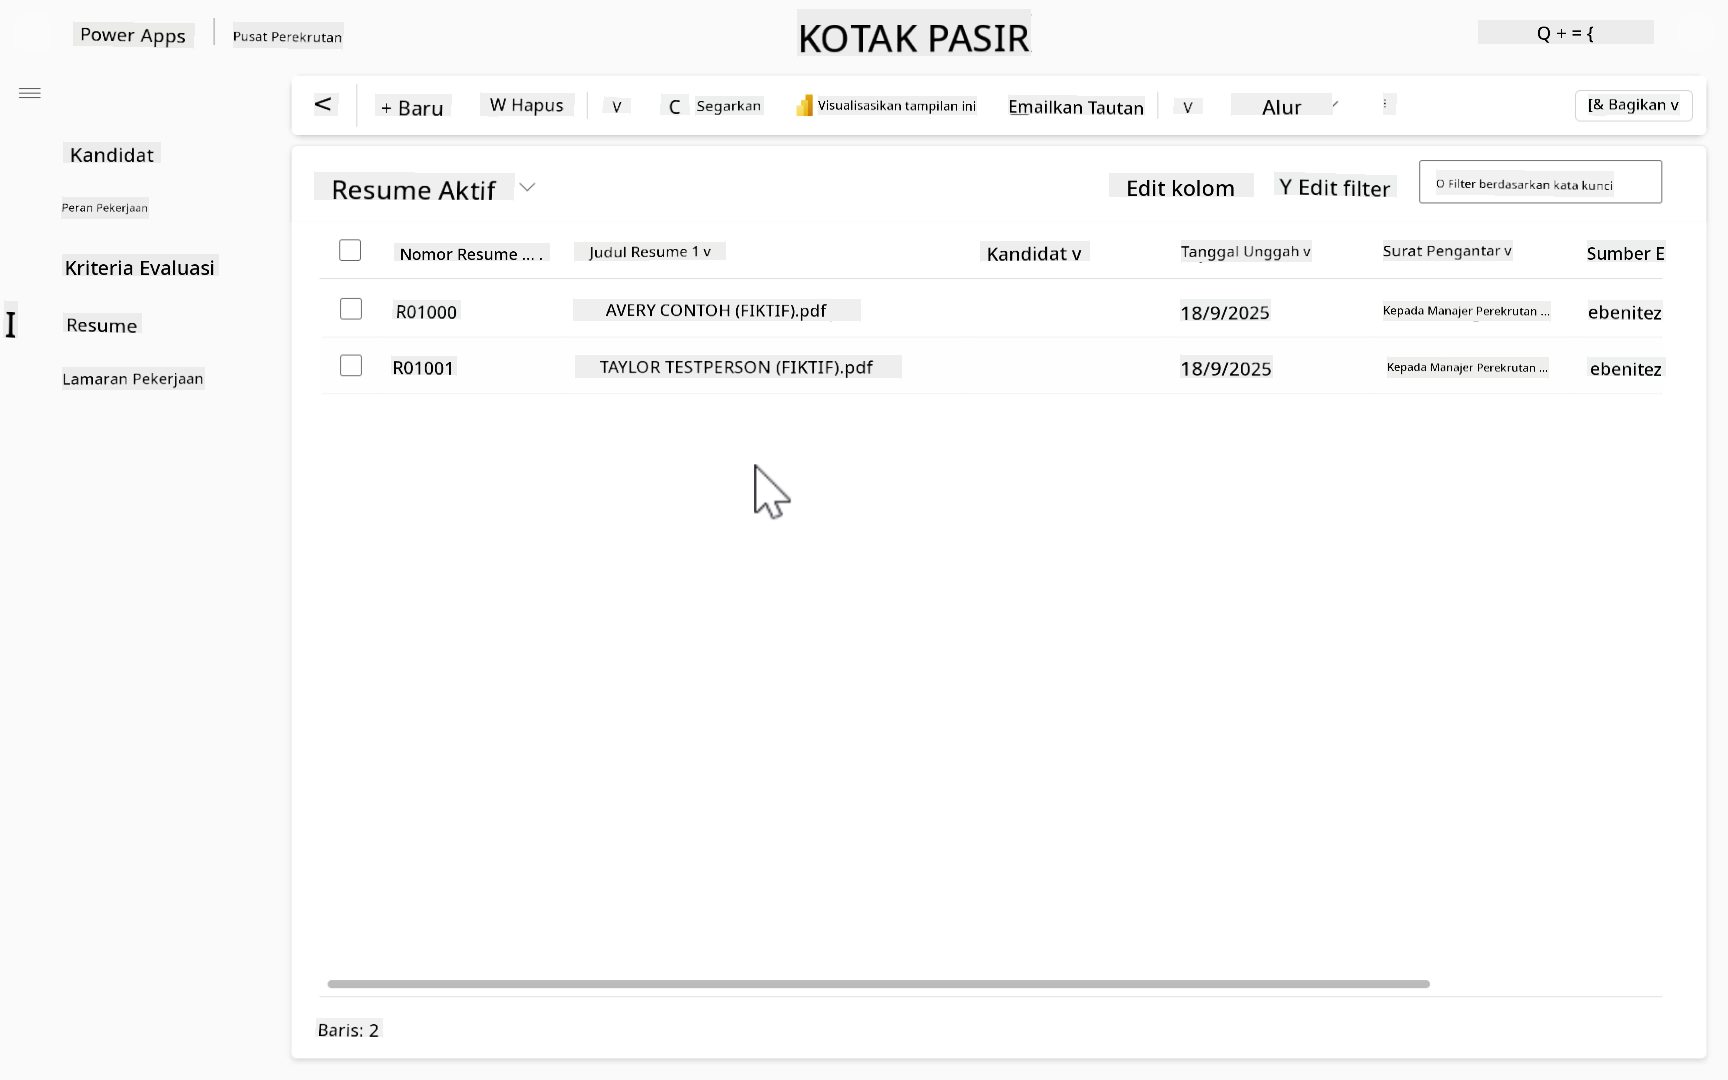 Power Apps
Pusat Perekrutan
KOTAK PASIR
Q + = {
<
+ Baru
W Hapus
v
C
Segarkan
Visualisasikan tampilan ini
Emailkan Tautan
v
Alur
[& Bagikan v
Kandidat
Peran Pekerjaan
Kriteria Evaluasi
I
Resume
Lamaran Pekerjaan
Resume Aktif
Edit kolom
Y Edit filter
O Filter berdasarkan kata kunci
Nomor Resume ... .
Judul Resume 1 v
Kandidat v
Tanggal Unggah v
Surat Pengantar v
Sumber E
R01000
AVERY CONTOH (FIKTIF).pdf
18/9/2025
Kepada Manajer Perekrutan ...
ebenitez
R01001
TAYLOR TESTPERSON (FIKTIF).pdf
18/9/2025
Kepada Manajer Perekrutan ...
ebenitez
Baris: 2